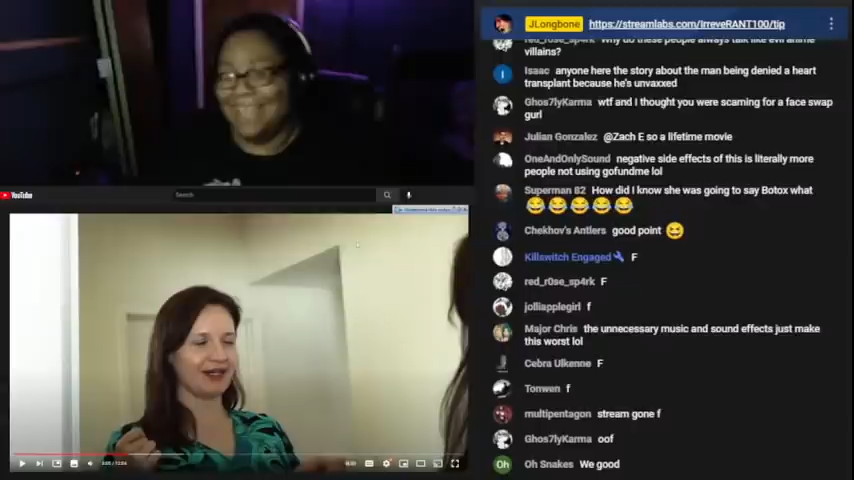 JLongbone https://streamlabs.com/IrreveRANT100/tip
red_r0se_sp4rk Why do these people always talk like evil anime
villains?
Isaac anyone here the story about the man being denied a heart
transplant because he's unvaxxed
Ghos7lyKarma wtf and I thought you were scaming for a face swap
gurl
Julian Gonzalez @Zach E so a lifetime movie
OneAndOnlySound negative side effects of this is literally more
people not using gofundme lol
Superman 82 How did I know she was going to say Botox what
😂😂😂😂😂
Chekhov's Antlers good point 😆
Killswitch Engaged F
red_r0se_sp4rk F
jolliapplegirl f
Major Chris the unnecessary music and sound effects just make
this worst lol
Cebra Ulkenne F
Tonwen f
multipentagon stream gone f
Ghos7lyKarma oof
Oh Oh Snakes We good
YouTube
Search